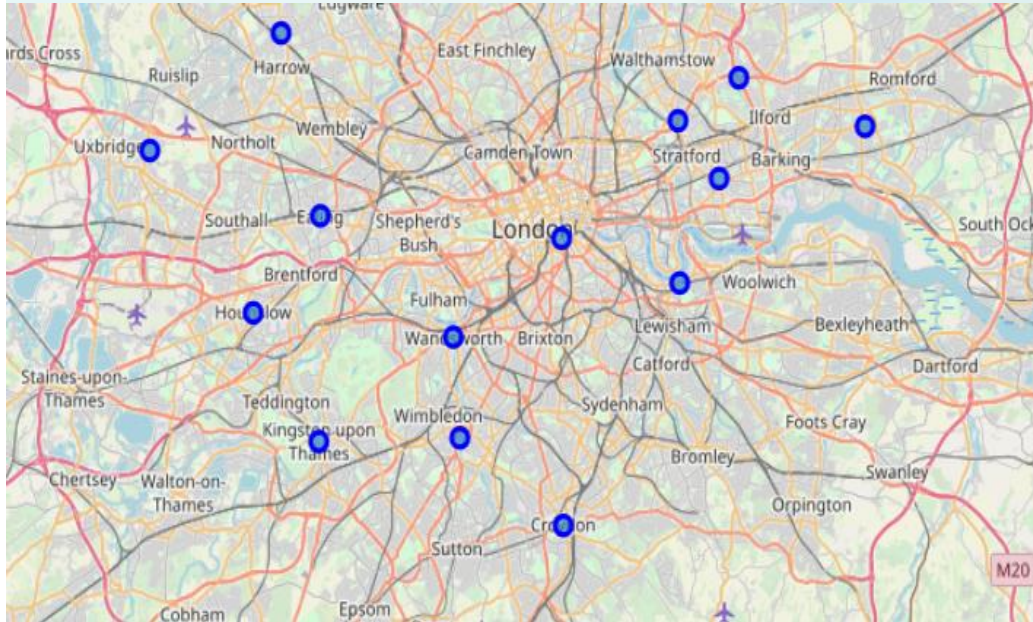 Edgware
ards Cross
Harrow
East Finchley
Walthamstow
Ruislip
Romford
Wembley
Ilford
Uxbridge
Northolt
Camden Town
Stratford
Barking
Southall
Ealing
Shepherd's
Bush
London
South Ock
Brentford
Woolwich
Fulham
Hounslow
Wandsworth
Brixton
Lewisham
Bexleyheath
Catford
Dartford
Staines-upon-
Thames
Teddington
Sydenham
Wimbledon
Foots Cray
Kingston upon
Thames
Bromley
Chertsey
Walton-on-
Thames
Swanley
Orpington
Croydon
Sutton
M20
Epsom
Cobham